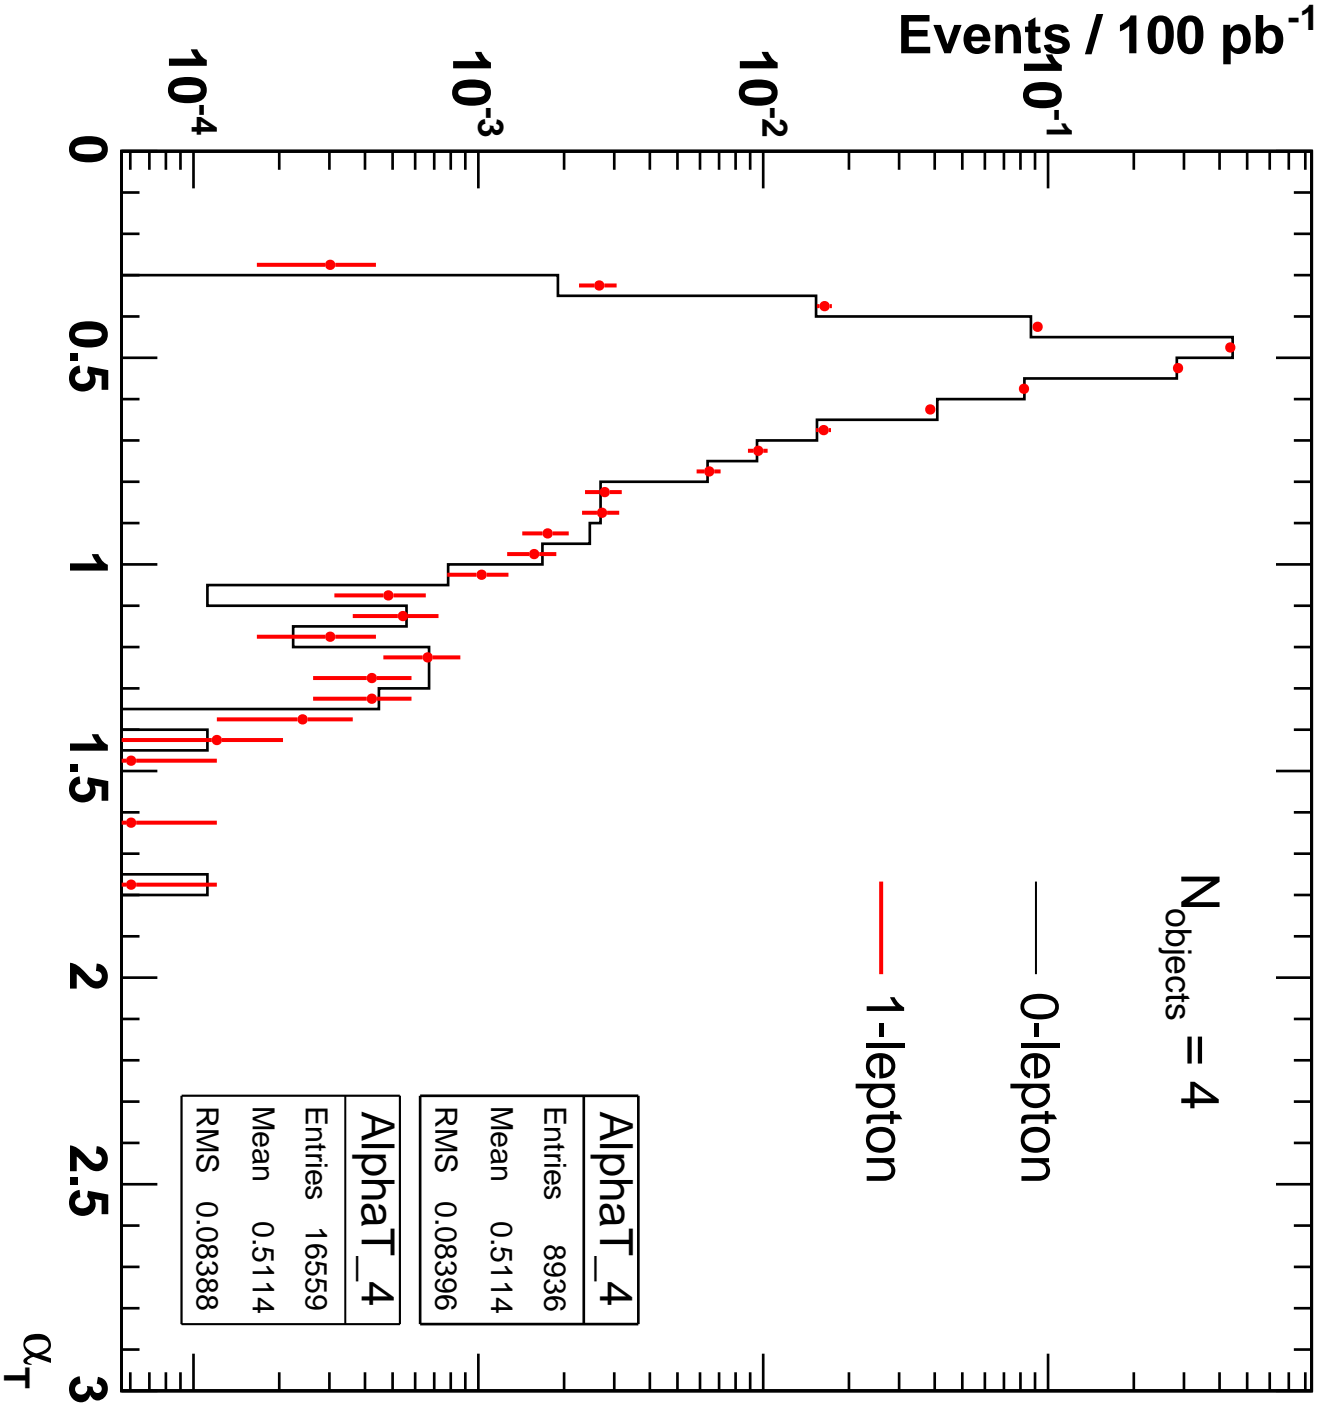 Events / 100 pb-1
10-1
10-2
10-3
10-4
0
0.5
1
1.5
2
2.5
3
αT
Nobjects = 4
0-lepton
1-lepton
AlphaT_4
Entries 8936
Mean 0.5114
RMS 0.08396
AlphaT_4
Entries 16559
Mean 0.5114
RMS 0.08388